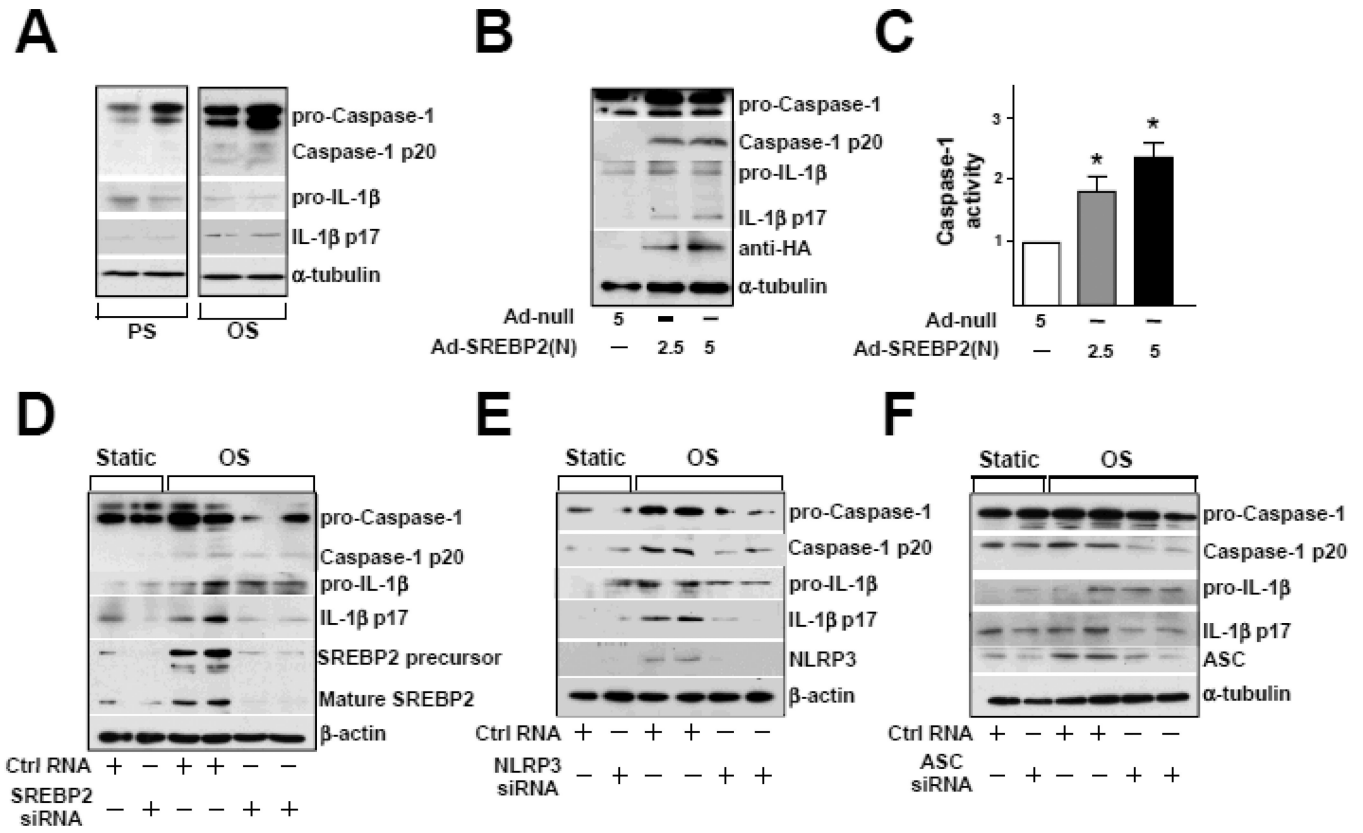 A
pro-Caspase-1
Caspase-1 p20
pro-IL-1β
IL-1β p17
α-tubulin
PS OS
B
pro-Caspase-1
Caspase-1 p20
pro-IL-1β
IL-1β p17
anti-HA
α-tubulin
Ad-null 5 – –
Ad-SREBP2(N) — 2.5 5
C
Caspase-1
activity
3
2
1
* *
Ad-null 5 – –
Ad-SREBP2(N) — 2.5 5
D
Static OS
pro-Caspase-1
Caspase-1 p20
pro-IL-1β
IL-1β p17
SREBP2 precursor
Mature SREBP2
β-actin
Ctrl RNA + – + + – –
SREBP2
siRNA – + – – + +
E
Static OS
pro-Caspase-1
Caspase-1 p20
pro-IL-1β
IL-1β p17
NLRP3
β-actin
Ctrl RNA + – + + – –
NLRP3
siRNA – + – – + +
F
Static OS
pro-Caspase-1
Caspase-1 p20
pro-IL-1β
IL-1β p17
ASC
α-tubulin
Ctrl RNA + – + + – –
ASC
siRNA – + – – + +